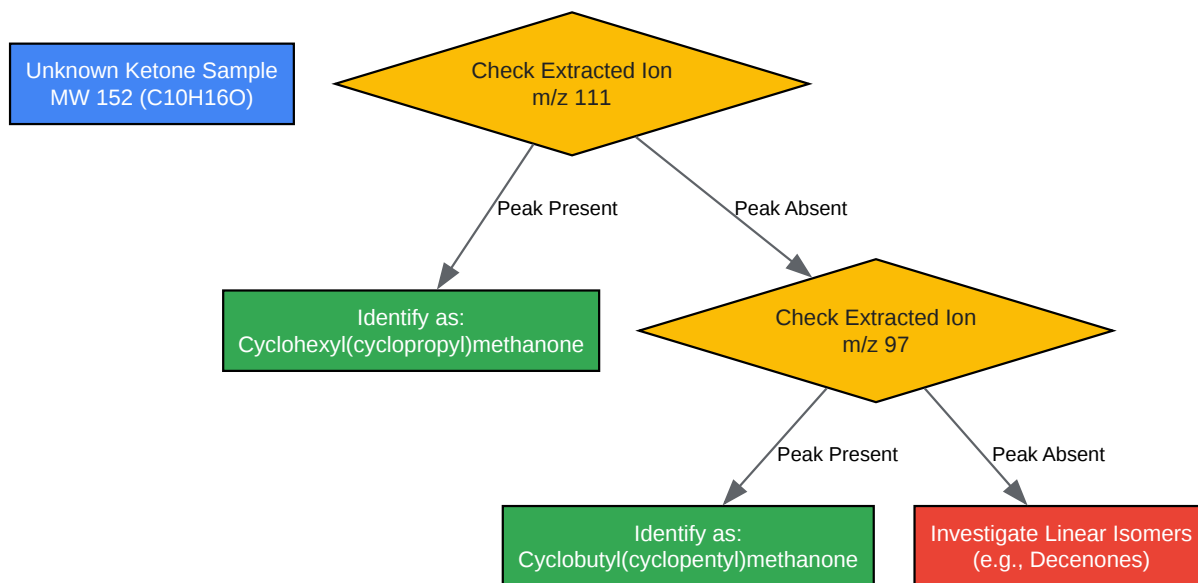 Unknown Ketone Sample
MW 152 (C10H16O)
Check Extracted Ion
m/z 111
Peak Present
Peak Absent
Identify as:
Cyclohexyl(cyclopropyl)methanone
Check Extracted Ion
m/z 97
Peak Present
Peak Absent
Identify as:
Cyclobutyl(cyclopentyl)methanone
Investigate Linear Isomers
(e.g., Decenones)